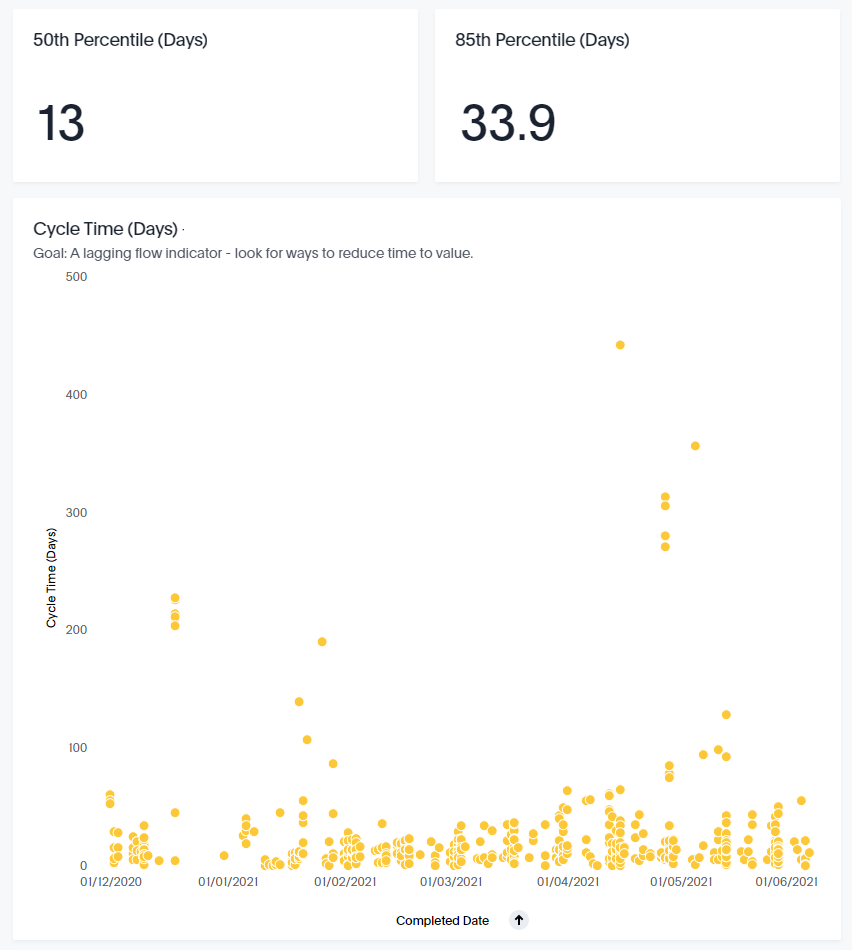 50th Percentile (Days)
85th Percentile (Days)
13
33.9
Cycle Time (Days) ·
Goal: A lagging flow indicator - look for ways to reduce time to value.
500
400
300
200
100
0
Cycle Time (Days)
01/12/2020 01/01/2021 01/02/2021 01/03/2021 01/04/2021 01/05/2021 01/06/2021
Completed Date